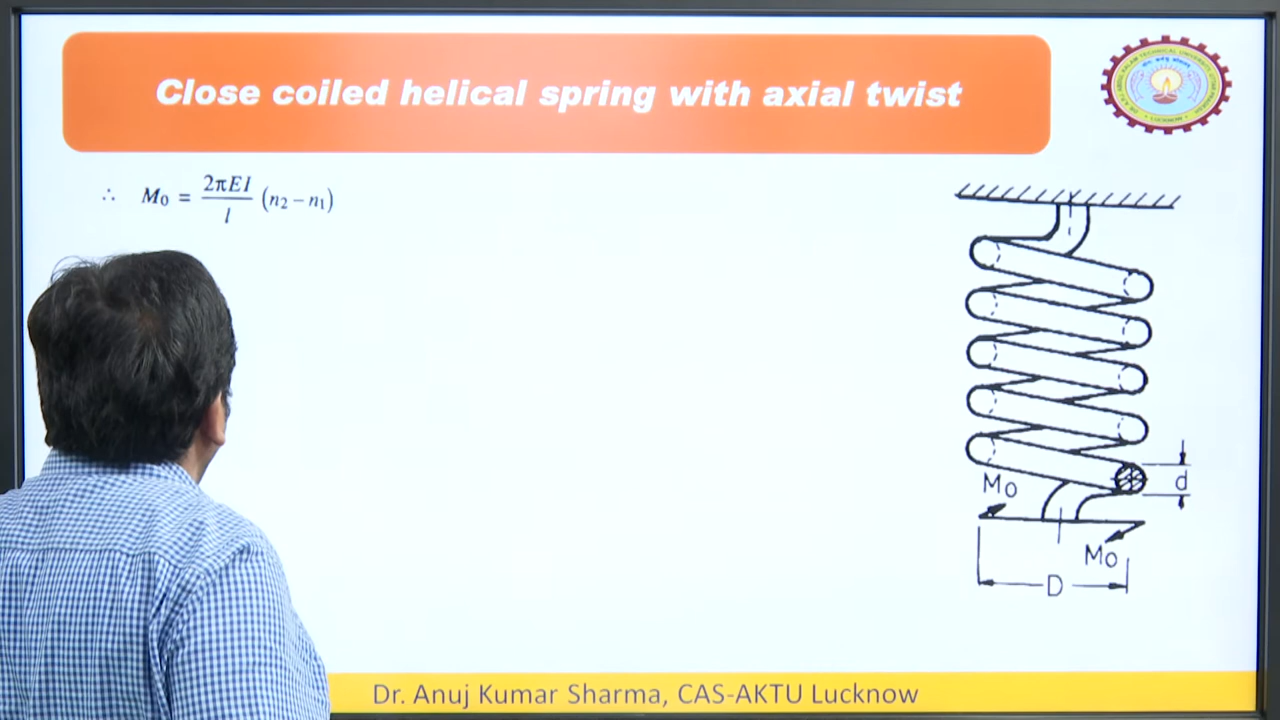 Close coiled helical spring with axial twist
∴ M₀ = 2πEI / l (n₂ − n₁)
d
M₀
M₀
D
LUCKNOW
Dr. Anuj Kumar Sharma, CAS-AKTU Lucknow